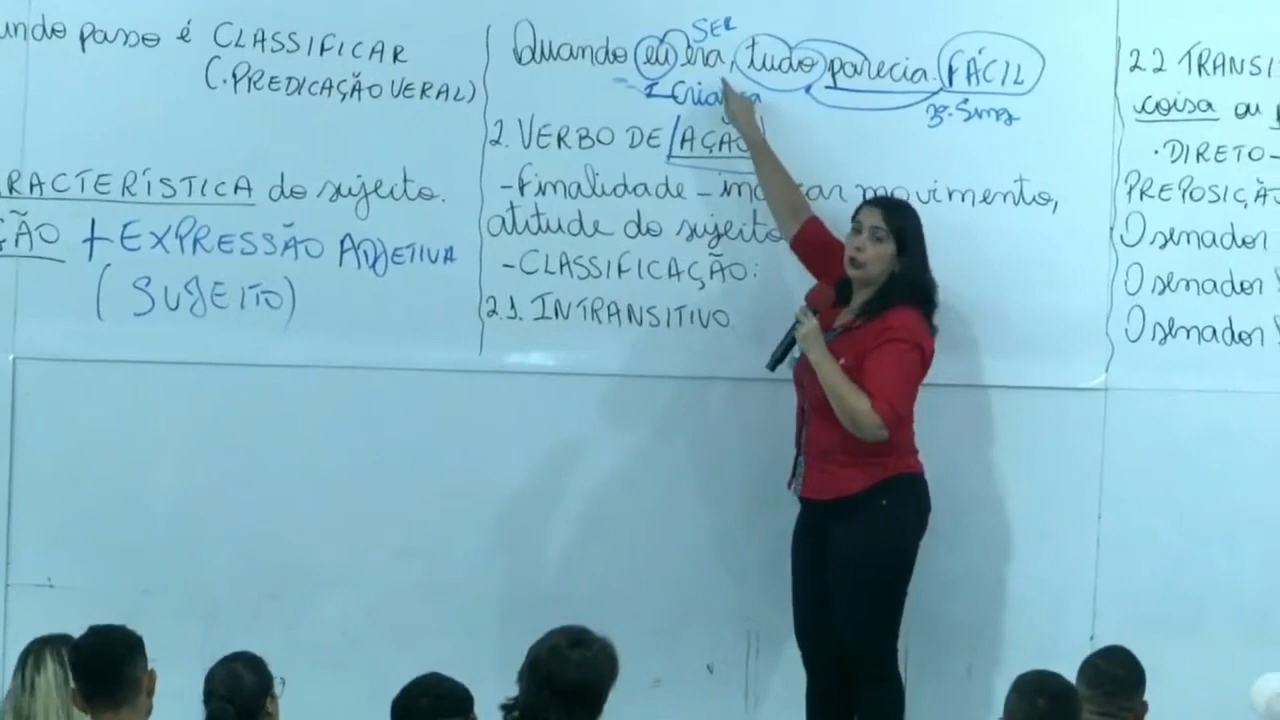 undo passo é CLASSIFICAR
(.PREDICAÇÃO VERAL)
RACTERÍSTICA do sujeito.
ÇÃO + EXPRESSÃO ADJETIVA
(SUJEITO)
SER
Quando eu era, tudo parecia. FÁCIL
Criança
2. VERBO DE AÇÃO
-Finalidade - movimento,
atitude do sujeito
-CLASSIFICAÇÃO:
2.1. INTRANSITIVO.
2.2 TRANSI
coisa ou
.DIRETO-
PREPOSIÇÃ
O senador
O senador
O senador